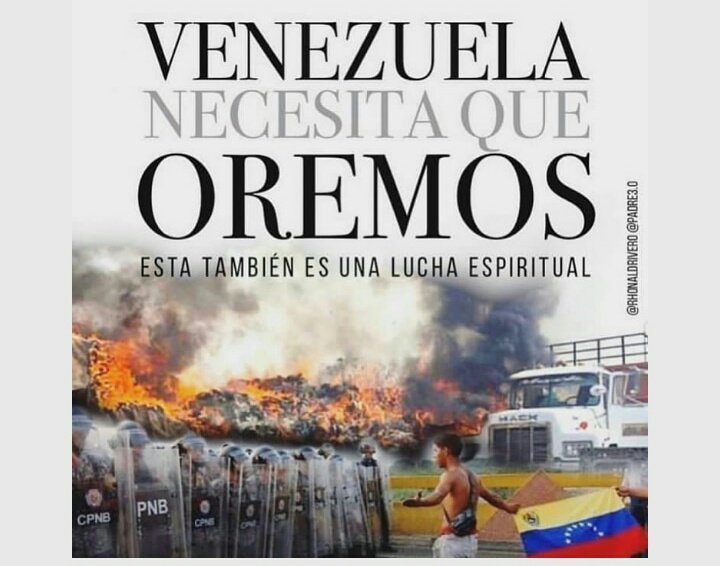 VENEZUELA
NECESITA QUE
OREMOS
ESTA TAMBIÉN ES UNA LUCHA ESPIRITUAL
@RHONALDRIVERO @PADRE3.0
MACK
CPNB
PNB
CPNB
CPNB